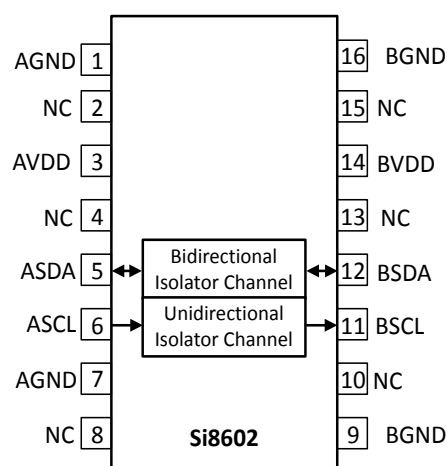 AGND 1 16 BGND
NC 2 15 NC
AVDD 3 14 BVDD
NC 4 13 NC
Bidirectional
ASDA 5 Isolator Channel 12 BSDA
Unidirectional
ASCL 6 Isolator Channel 11 BSCL
AGND 7 10 NC
NC 8 Si8602 9 BGND